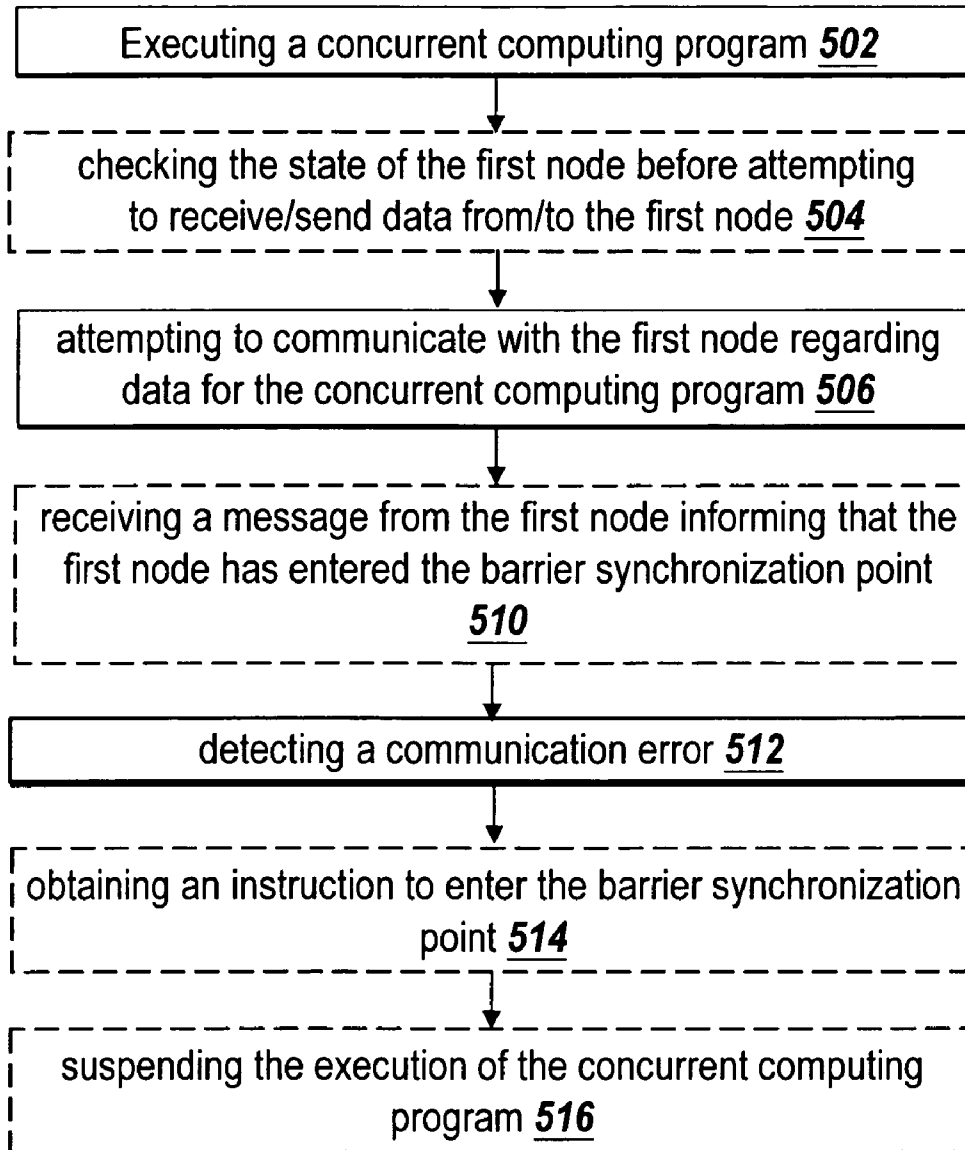 Executing a concurrent computing program 502
checking the state of the first node before attempting
to receive/send data from/to the first node 504
attempting to communicate with the first node regarding
data for the concurrent computing program 506
receiving a message from the first node informing that the
first node has entered the barrier synchronization point
510
detecting a communication error 512
obtaining an instruction to enter the barrier synchronization
point 514
suspending the execution of the concurrent computing
program 516